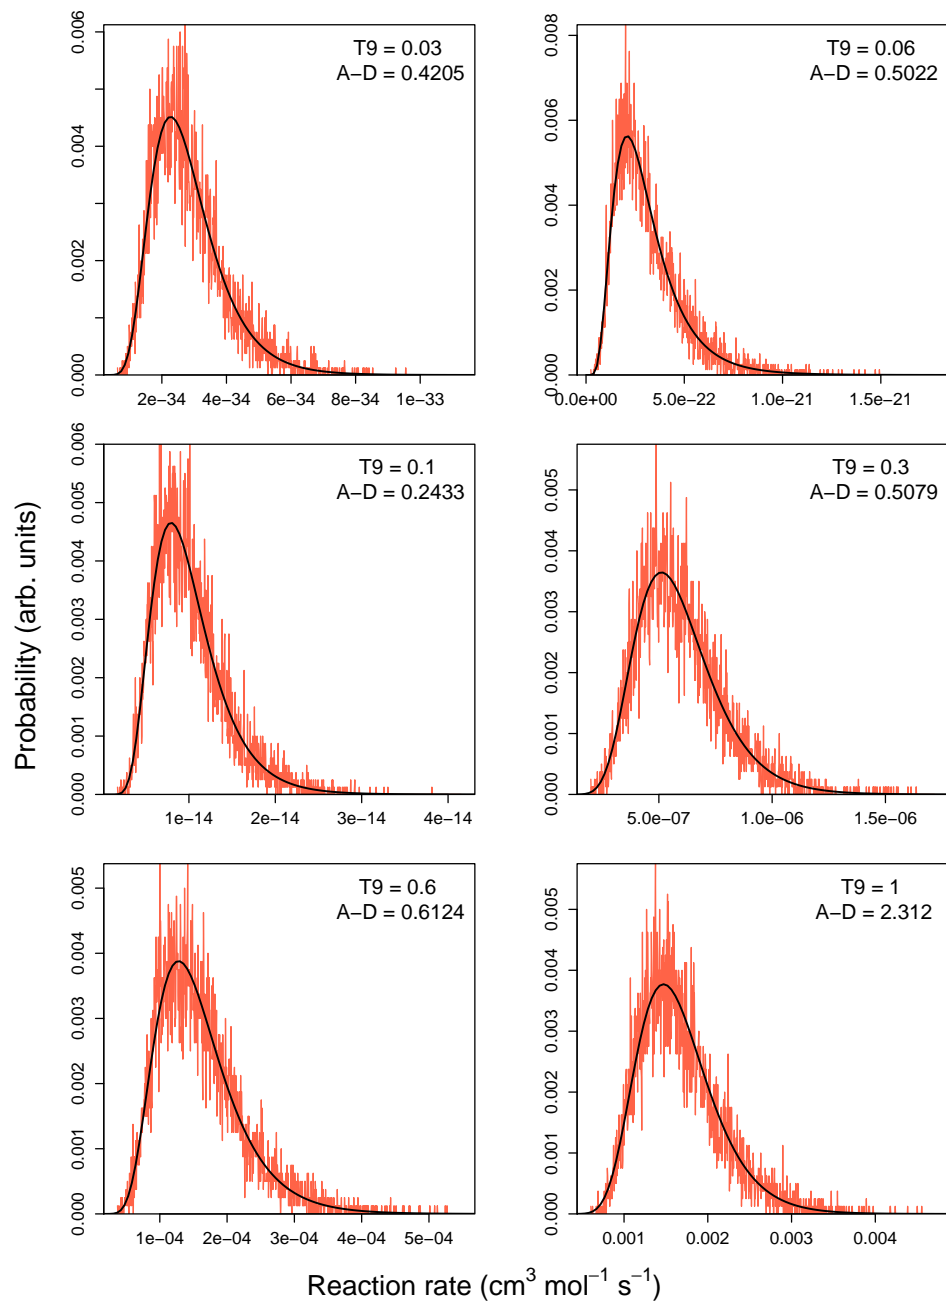 T9 = 0.03
A−D = 0.4205
0.000
0.002
0.004
0.006
2e−34
4e−34
6e−34
8e−34
1e−33
T9 = 0.06
A−D = 0.5022
0.000
0.002
0.004
0.006
0.008
0.0e+00
5.0e−22
1.0e−21
1.5e−21
T9 = 0.1
A−D = 0.2433
0.000
0.001
0.002
0.003
0.004
0.005
0.006
1e−14
2e−14
3e−14
4e−14
T9 = 0.3
A−D = 0.5079
0.000
0.001
0.002
0.003
0.004
0.005
5.0e−07
1.0e−06
1.5e−06
T9 = 0.6
A−D = 0.6124
0.000
0.001
0.002
0.003
0.004
0.005
1e−04
2e−04
3e−04
4e−04
5e−04
T9 = 1
A−D = 2.312
0.000
0.001
0.002
0.003
0.004
0.005
0.001
0.002
0.003
0.004
Probability (arb. units)
Reaction rate (cm³ mol⁻¹ s⁻¹)